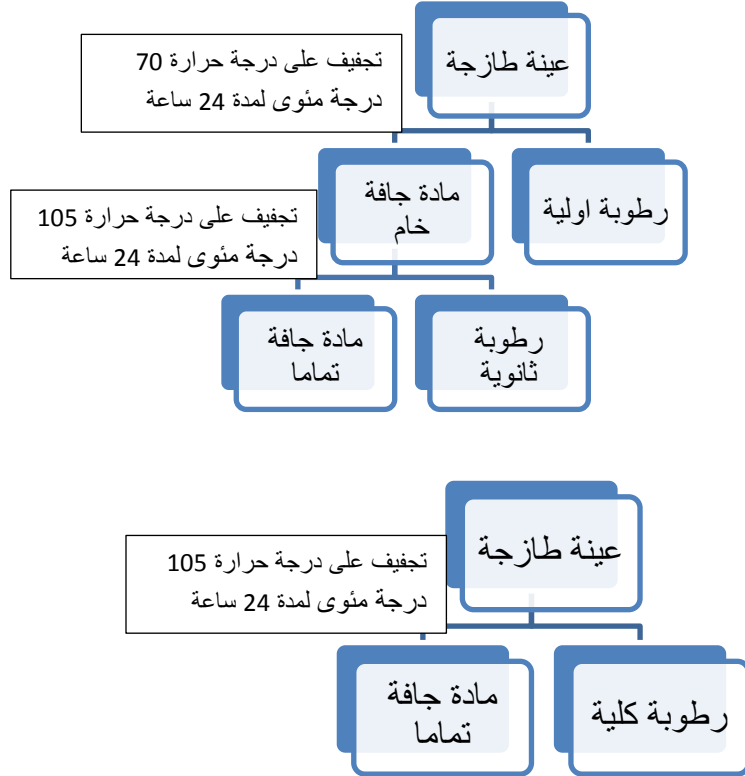 عينة طازجة
تجفيف على درجة حرارة 70
درجة مئوى لمدة 24 ساعة
رطوبة اولية
مادة جافة
خام
تجفيف على درجة حرارة 105
درجة مئوى لمدة 24 ساعة
رطوبة
ثانوية
مادة جافة
تماما
عينة طازجة
تجفيف على درجة حرارة 105
درجة مئوى لمدة 24 ساعة
رطوبة كلية
مادة جافة
تماما